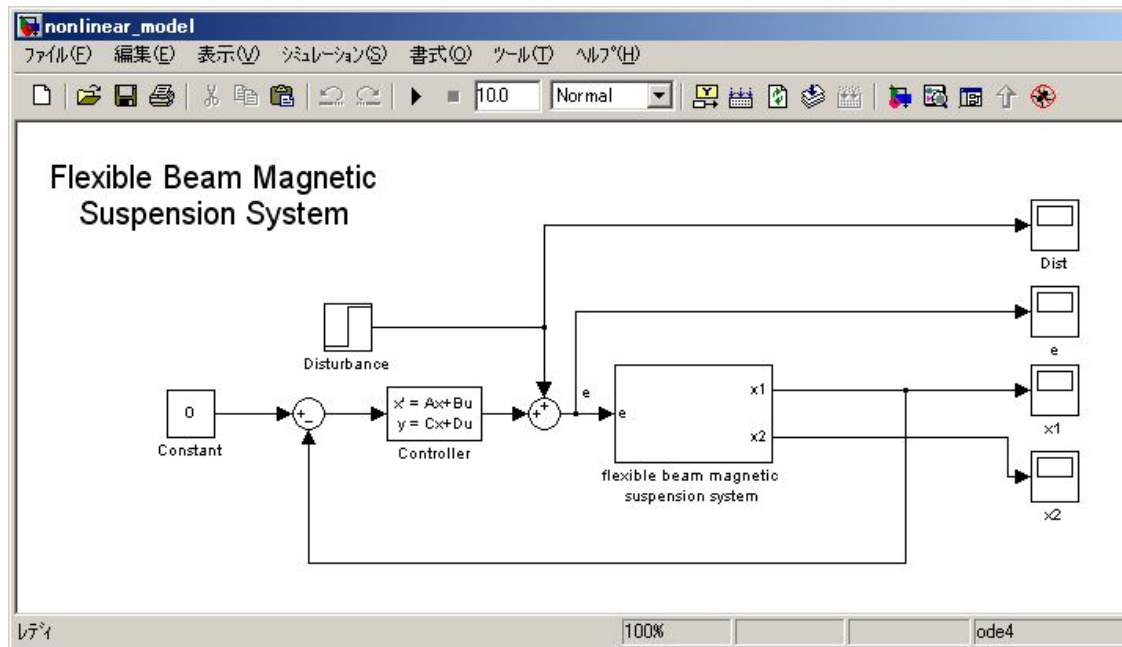 nonlinear_model
ファイル(F) 編集(E) 表示(V) シミュレーション(S) 書式(O) ツール(T) ヘルプ(H)
10.0 Normal
Flexible Beam Magnetic
Suspension System
Dist
Disturbance
e
e
x1
0
+
−
x' = Ax+Bu
y = Cx+Du
+
+
e
x1
x2
Constant
Controller
flexible beam magnetic
suspension system
x2
レディ 100% ode4